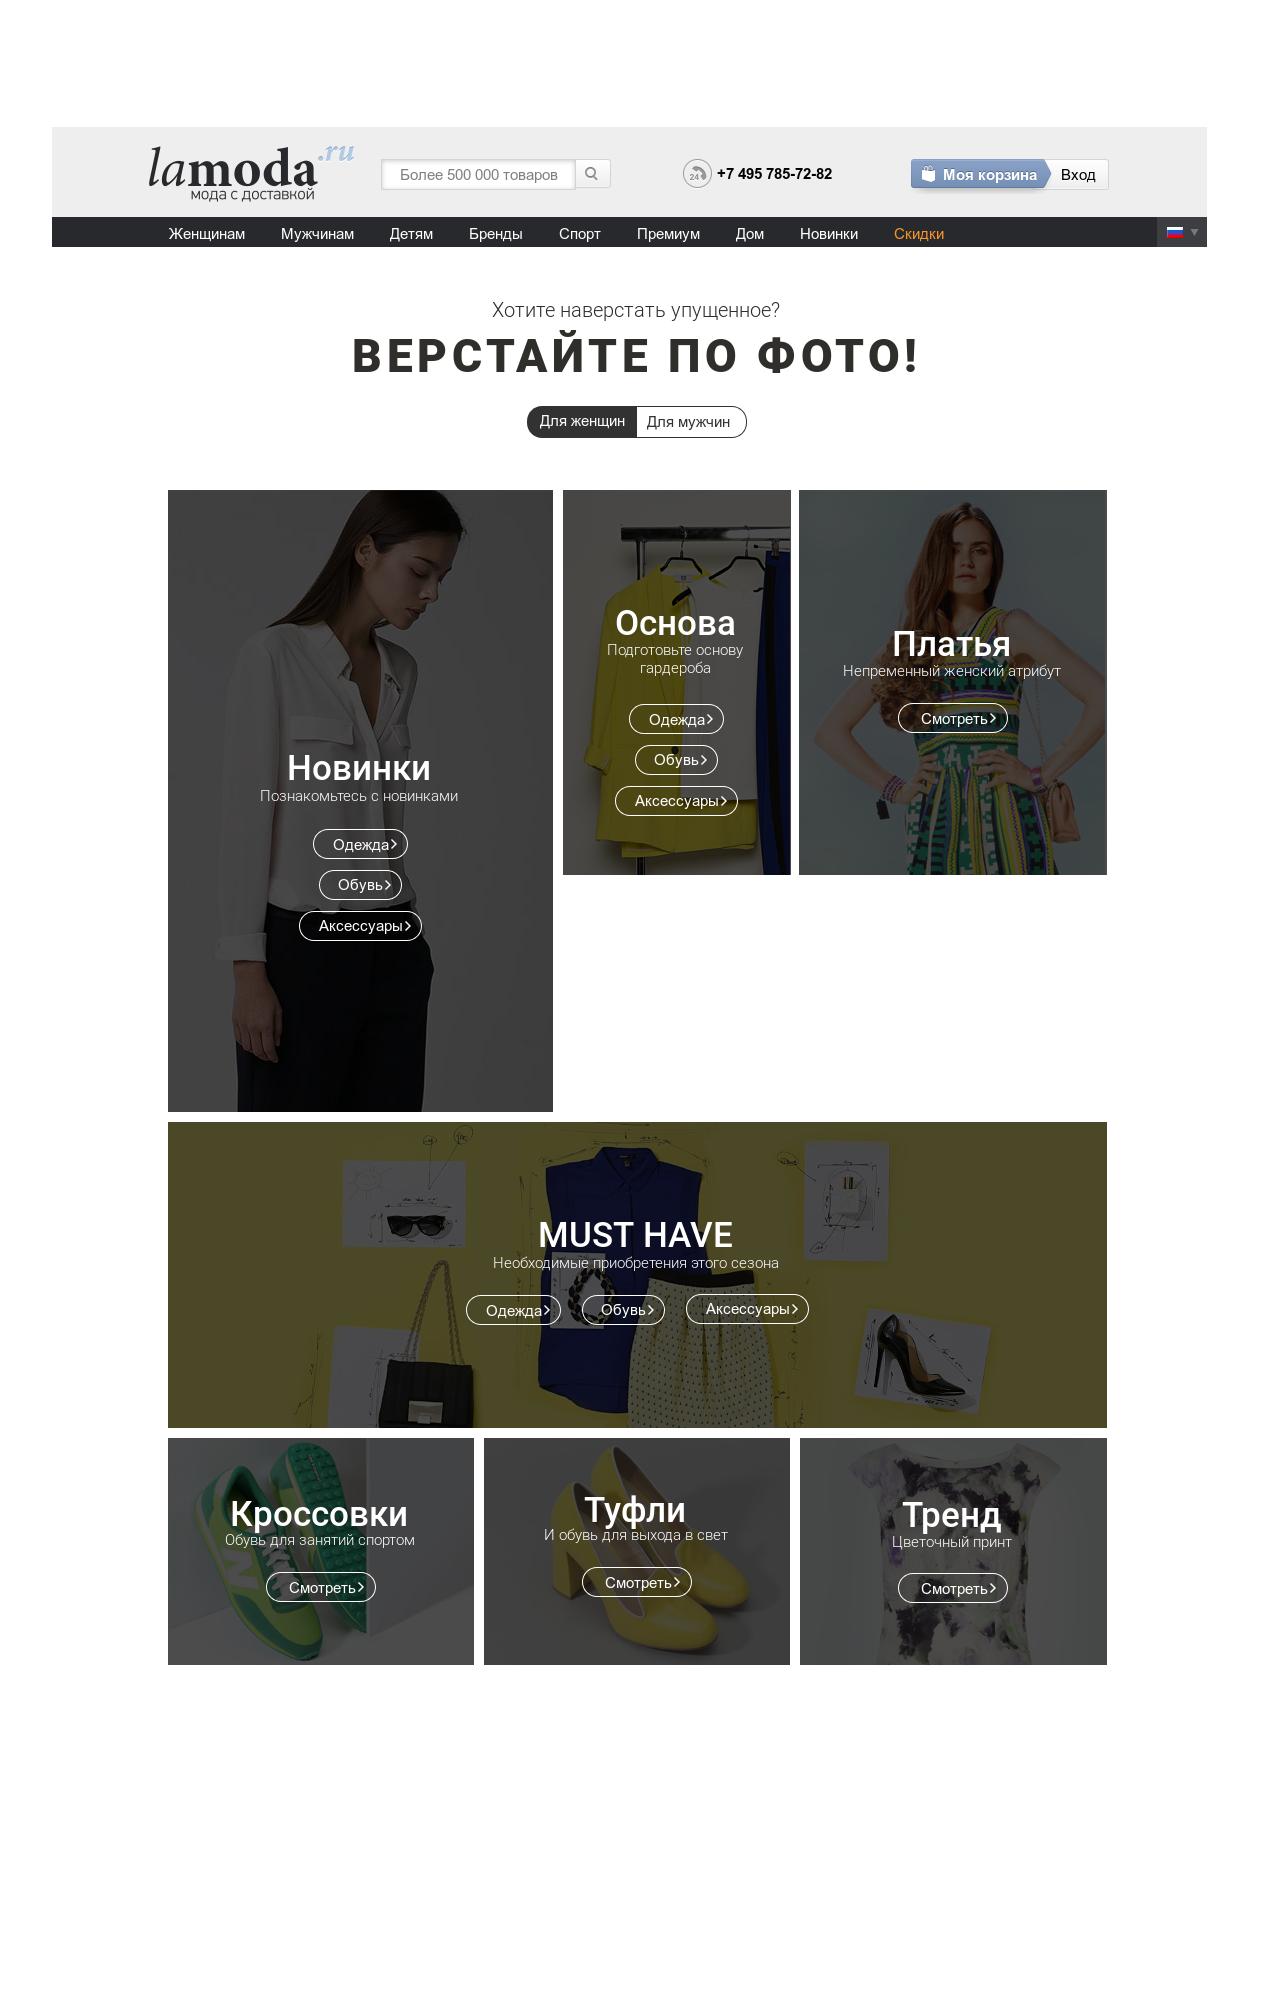 lamoda.ru
мода с доставкой
Более 500 000 товаров
24
+7 495 785-72-82
Моя корзина
Вход
Женщинам Мужчинам Детям Бренды Спорт Премиум Дом Новинки Скидки
Хотите наверстать упущенное?
ВЕРСТАЙТЕ ПО ФОТО!
Для женщин
Для мужчин
Новинки
Познакомьтесь с новинками
Одежда
Обувь
Аксессуары
Основа
Подготовьте основу
гардероба
Одежда
Обувь
Аксессуары
Платья
Непременный женский атрибут
Смотреть
MUST HAVE
Необходимые приобретения этого сезона
Одежда
Обувь
Аксессуары
Кроссовки
Обувь для занятий спортом
Смотреть
Туфли
И обувь для выхода в свет
Смотреть
Тренд
Цветочный принт
Смотреть